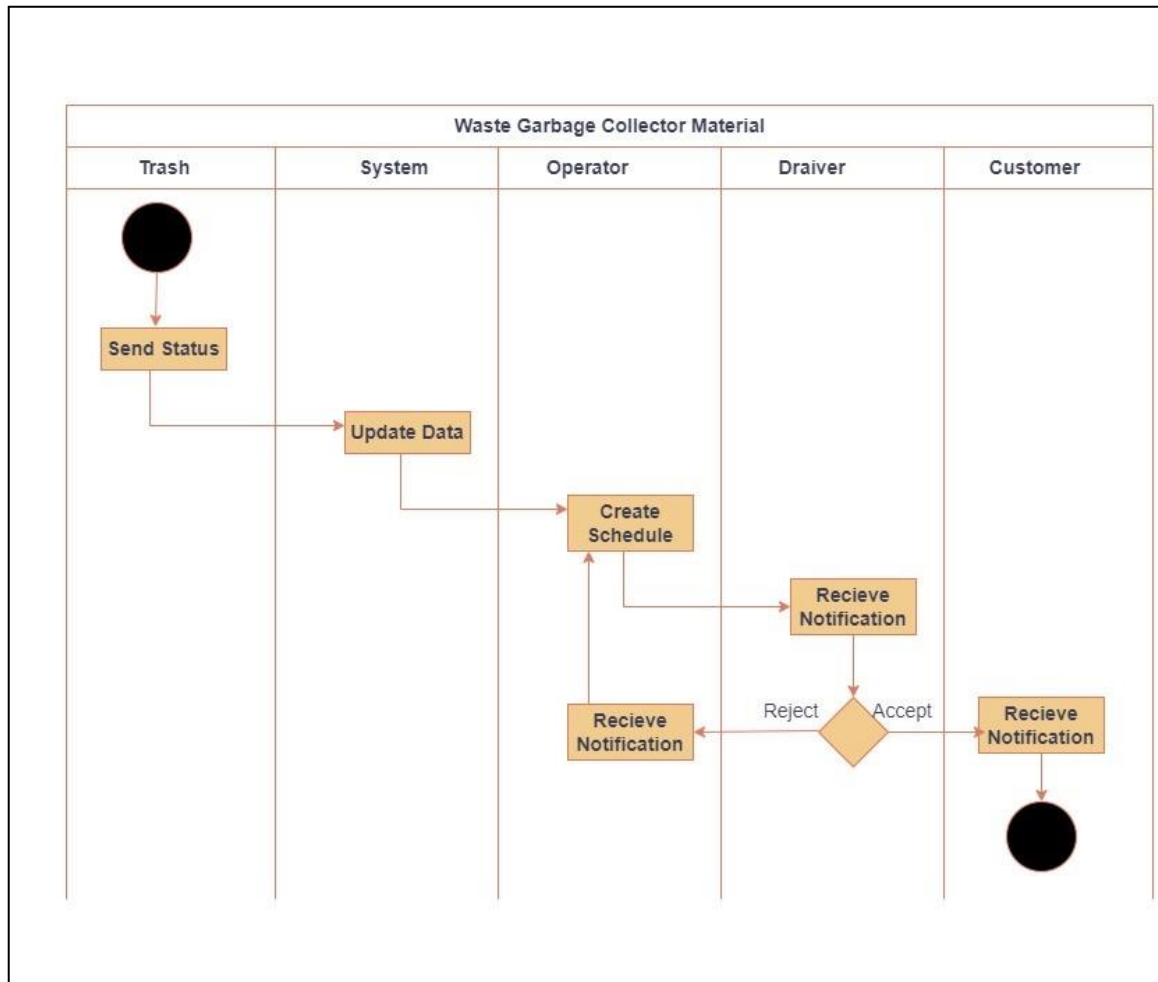 Waste Garbage Collector Material
Trash
System
Operator
Draiver
Customer
Send Status
Update Data
Create
Schedule
Recieve
Notification
Reject
Accept
Recieve
Notification
Recieve
Notification